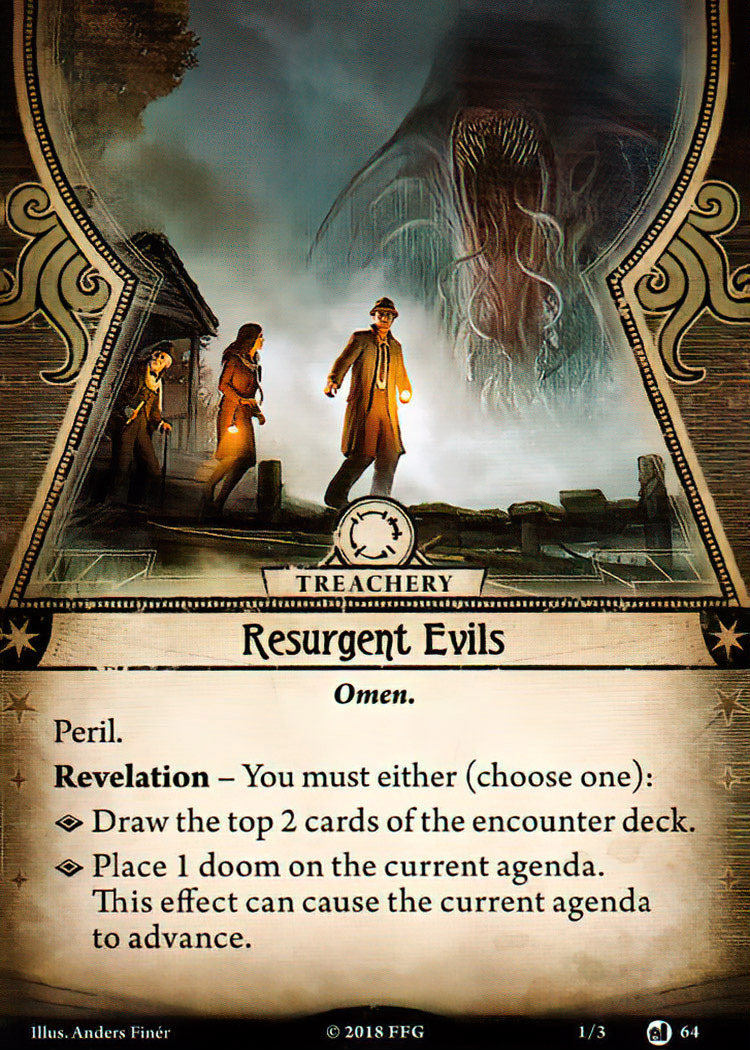 TREACHERY
Resurgent Evils
Omen.
Peril.
Revelation – You must either (choose one):
Draw the top 2 cards of the encounter deck.
Place 1 doom on the current agenda.
This effect can cause the current agenda
to advance.
Illus. Anders Finér © 2018 FFG 1/3 64